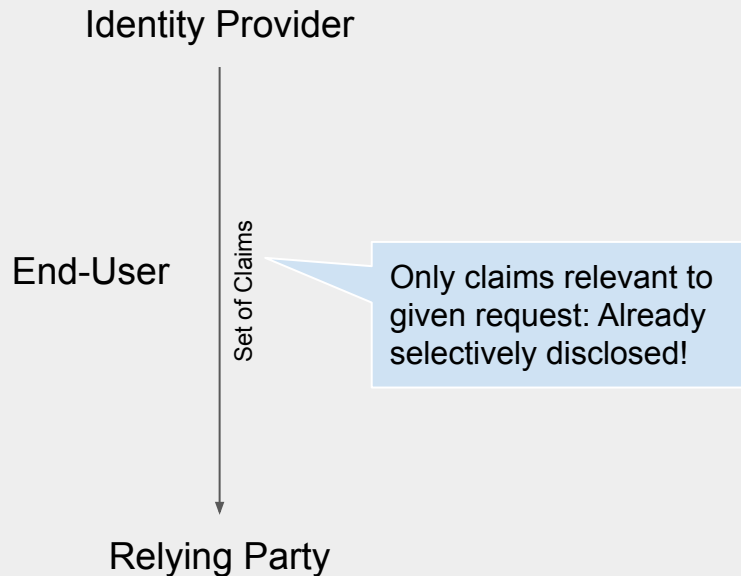 Identity Provider
End-User
Set of Claims
Only claims relevant to
given request: Already
selectively disclosed!
Relying Party